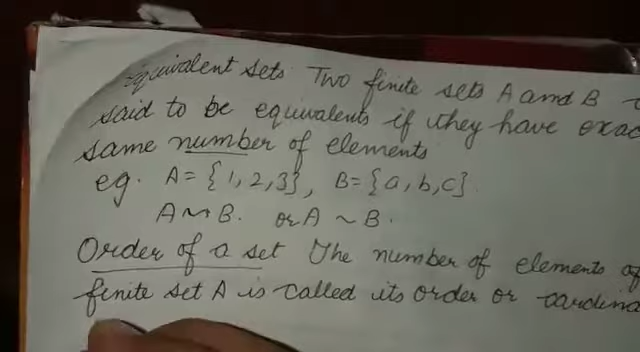 Equivalent sets Two finite sets A and B
said to be equivalents if they have exac
same number of elements
eg. A = {1, 2, 3}, B = {a, b, c}.
A ~ B. or A ~ B.
Order of a set The number of elements of
finite set A is called its order or cardina